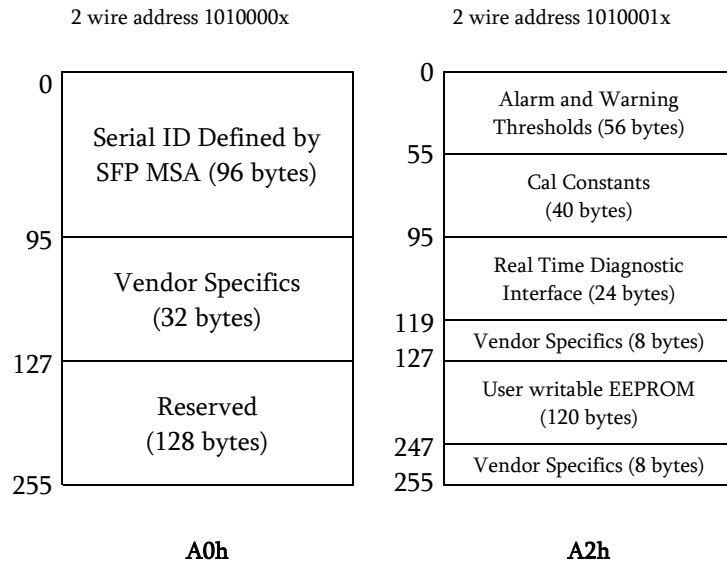 2 wire address 1010000x
0
Serial ID Defined by
SFP MSA (96 bytes)
95
Vendor Specifics
(32 bytes)
127
Reserved
(128 bytes)
255
A0h
2 wire address 1010001x
0
Alarm and Warning
Thresholds (56 bytes)
55
Cal Constants
(40 bytes)
95
Real Time Diagnostic
Interface (24 bytes)
119
Vendor Specifics (8 bytes)
127
User writable EEPROM
(120 bytes)
247
Vendor Specifics (8 bytes)
255
A2h